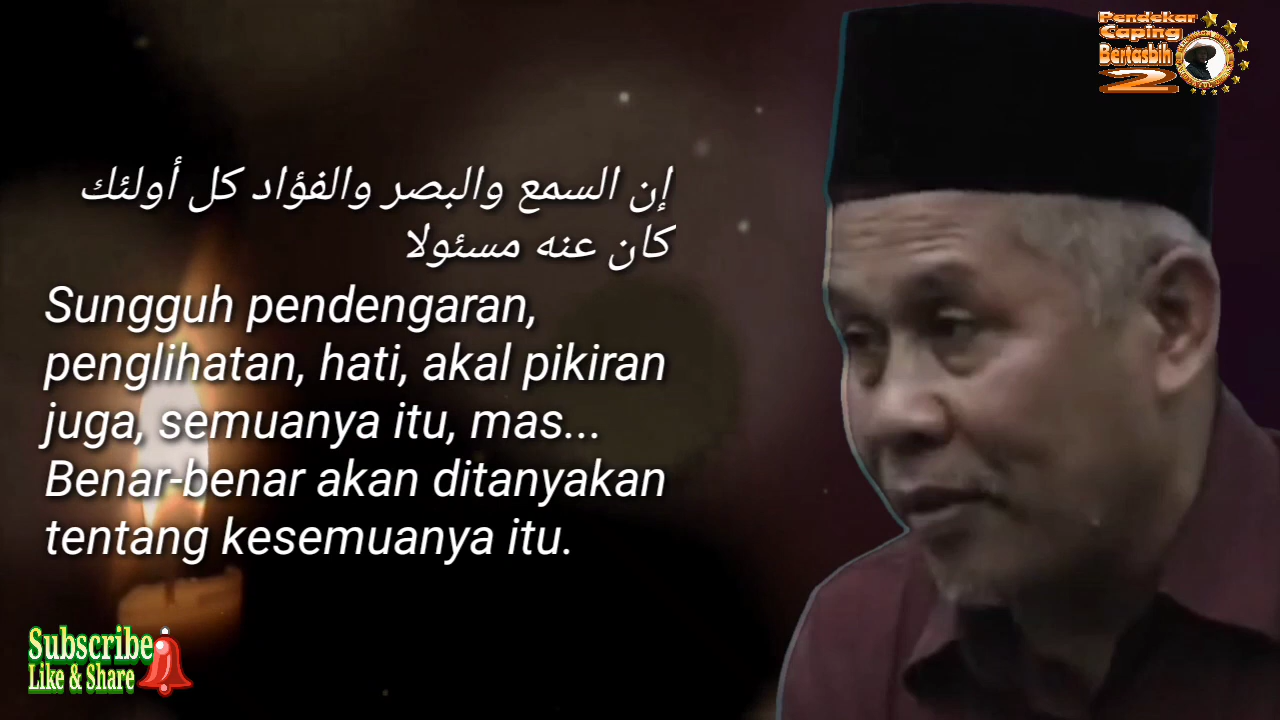 Pendekar
Caping
Bertasbih
2
إن السمع والبصر والفؤاد كل أولئك
كان عنه مسئولا
Sungguh pendengaran,
penglihatan, hati, akal pikiran
juga, semuanya itu, mas...
Benar-benar akan ditanyakan
tentang kesemuanya itu.
Subscribe
Like & Share